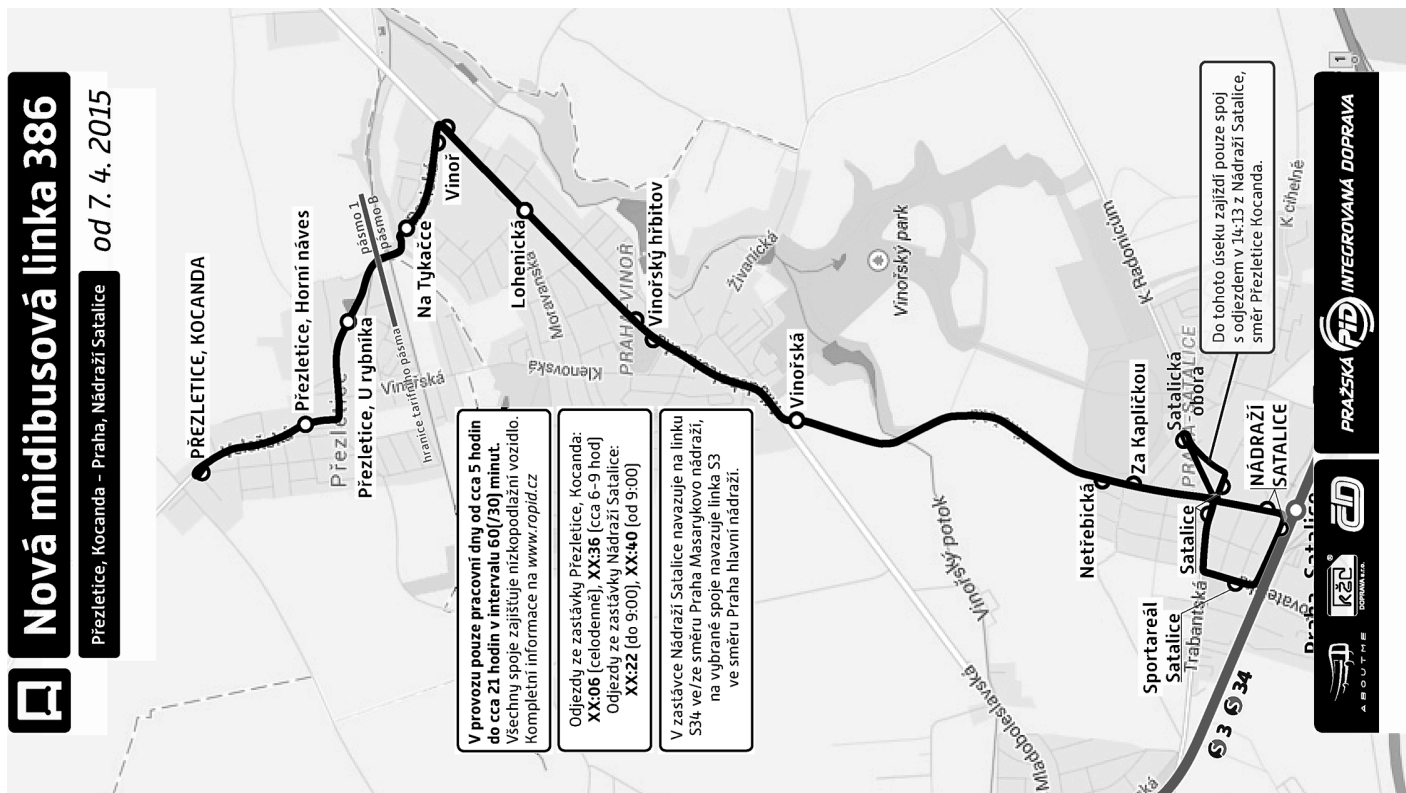 Nová midibusová linka 386
Přezletice, Kocanda – Praha, Nádraží Satalice
od 7. 4. 2015
PŘEZLETICE, KOCANDA
Přezletice, Horní náves
Přezletice
Přezletice, U rybníka
Vinořská
pásmo 1
pásmo B
hranice tarifního pásma
Na Tykačce
Vinoř
Lohenická
Moravanská
Klenovská
PRAHA-VINOŘ
Vinořský hřbitov
Živanická
Vinořský park
Vinořská
V provozu pouze pracovní dny od cca 5 hodin
do cca 21 hodin v intervalu 60(/30) minut.
Všechny spoje zajišťuje nízkopodlažní vozidlo.
Kompletní informace na www.ropid.cz
Odjezdy ze zastávky Přezletice, Kocanda:
XX:06 (celodenně), XX:36 (cca 6–9 hod)
Odjezdy ze zastávky Nádraží Satalice:
XX:22 (do 9:00), XX:40 (od 9:00)
V zastávce Nádraží Satalice navazuje na linku
S34 ve/ze směru Praha Masarykovo nádraží,
na vybrané spoje navazuje linka S3
ve směru Praha hlavní nádraží.
Vinořský potok
Mladoboleslavská
K Radonicům
Netřebická
Za Kapličkou
Satalická
obora
PRAHA-SATALICE
Satalice
NÁDRAŽÍ
SATALICE
Sportareal
Satalice
Trabantská
Praha-Satalice
K cihelně
Do tohoto úseku zajíždí pouze spoj
s odjezdem v 14:13 z Nádraží Satalice,
směr Přezletice Kocanda.
S 3 S 34
1
ABOUTME
KŽC
DOPRAVA s.r.o.
ČD
PRAŽSKÁ PID INTEGROVANÁ DOPRAVA